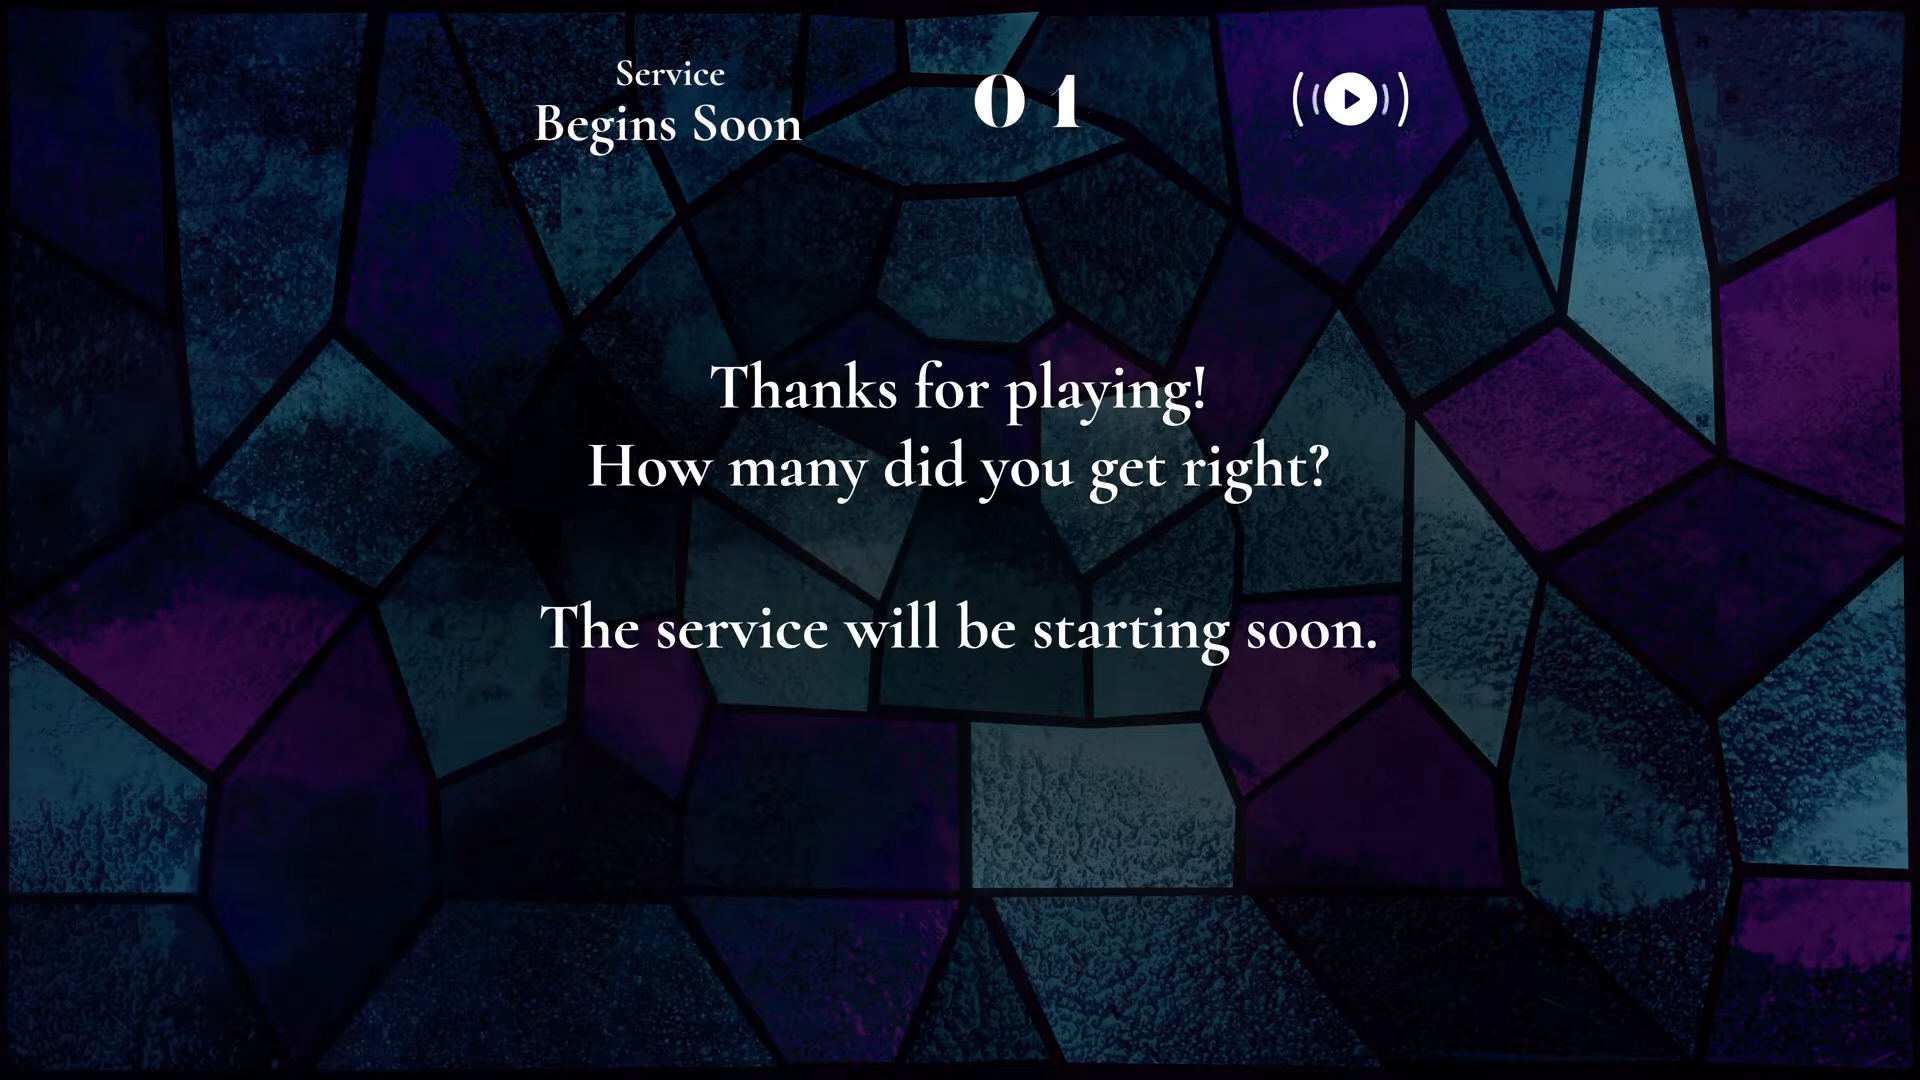 Service
Begins Soon
01
Thanks for playing!
How many did you get right?
The service will be starting soon.